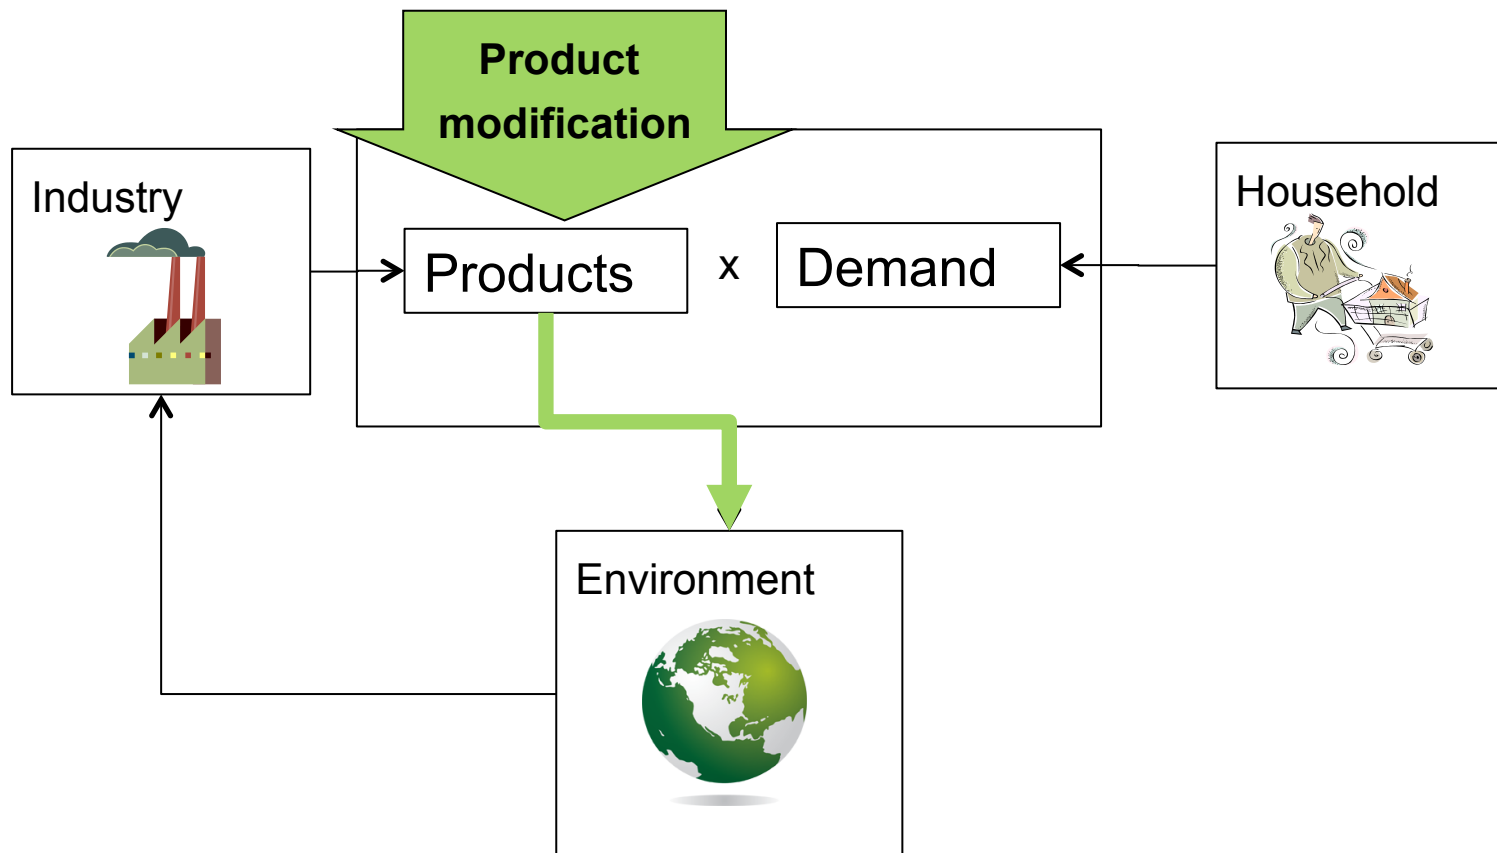 Product
modification
Industry
Household
Products x Demand
Environment